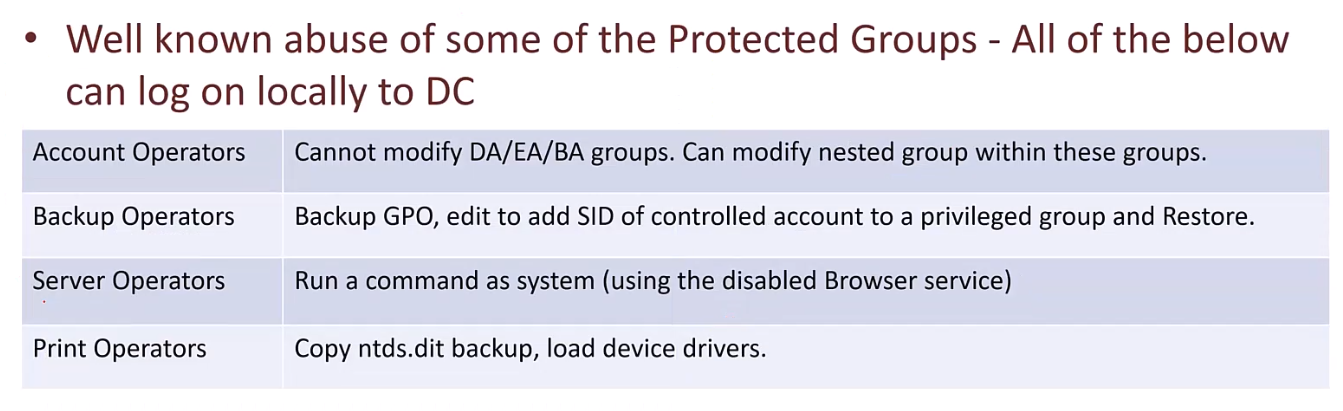 • Well known abuse of some of the Protected Groups - All of the below
can log on locally to DC
Account Operators Cannot modify DA/EA/BA groups. Can modify nested group within these groups.
Backup Operators Backup GPO, edit to add SID of controlled account to a privileged group and Restore.
Server Operators Run a command as system (using the disabled Browser service)
Print Operators Copy ntds.dit backup, load device drivers.